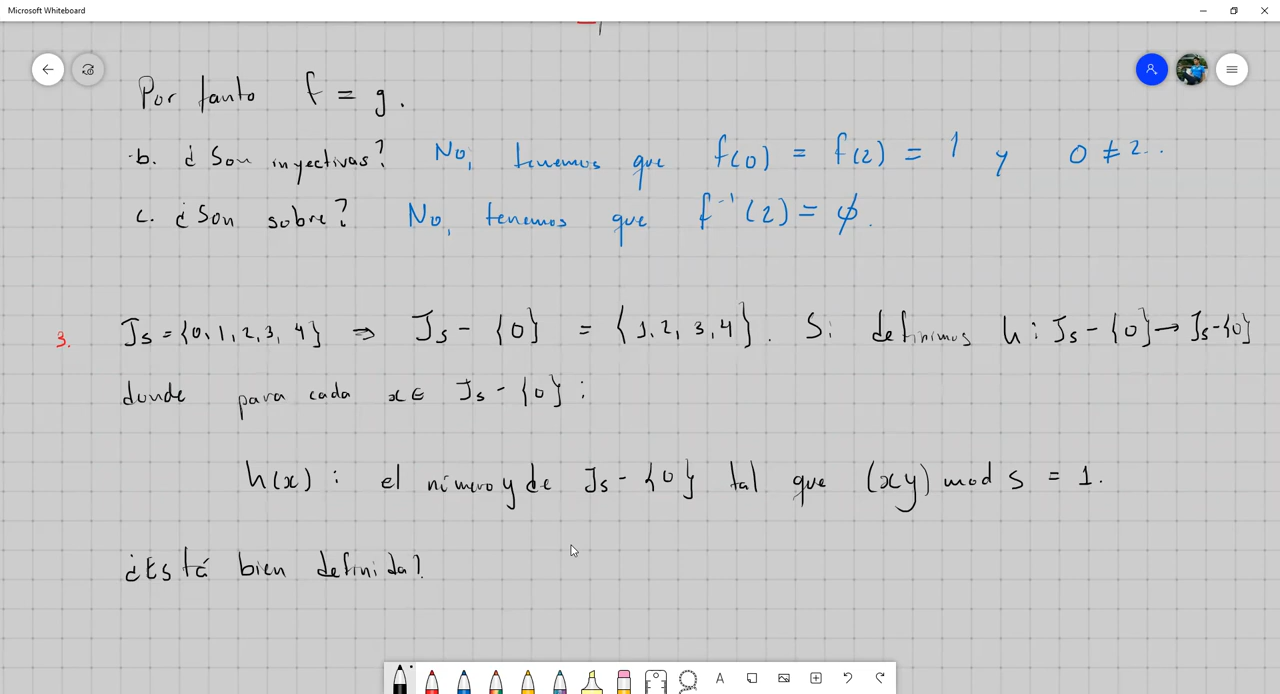 Microsoft Whiteboard
Por tanto f = g.
b. ¿Son inyectivas? No, tenemos que f(0) = f(2) = 1 y 0 ≠ 2..
c. ¿Son sobre? No, tenemos que f⁻¹(2) = ∅.
3. J5 = {0, 1, 2, 3, 4} ⇒ J5 - {0} = {1, 2, 3, 4}. Si definimos h: J5 - {0} → J5 - {0}
donde para cada x ∈ J5 - {0}:
h(x): el número y de J5 - {0} tal que (xy) mod 5 = 1.
¿Está bien definida?
A